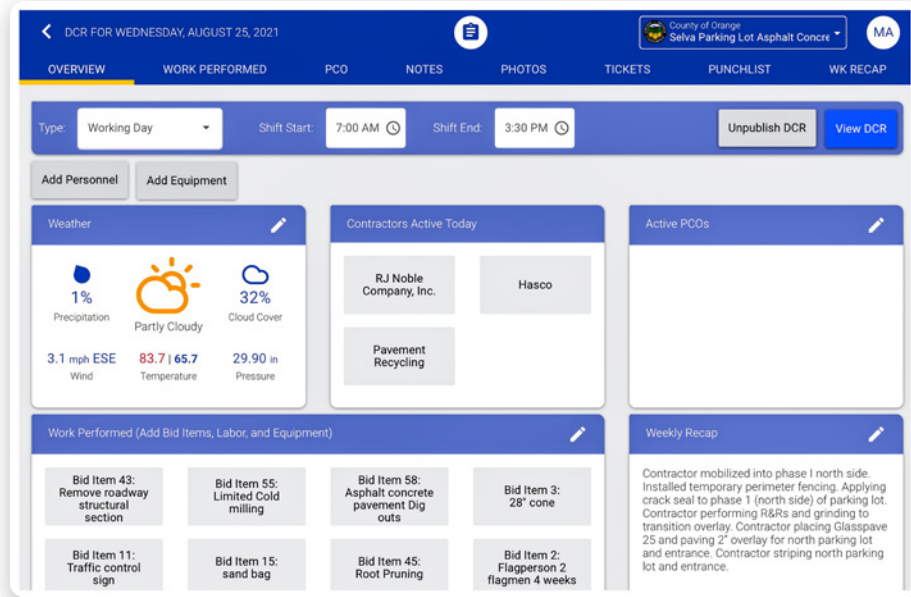 DCR FOR WEDNESDAY, AUGUST 25, 2021
County of Orange
Selva Parking Lot Asphalt Concre
MA
OVERVIEW WORK PERFORMED PCO NOTES PHOTOS TICKETS PUNCHLIST WK RECAP
Type: Working Day Shift Start: 7:00 AM Shift End: 3:30 PM Unpublish DCR View DCR
Add Personnel Add Equipment
Weather
1%
Precipitation
Partly Cloudy
32%
Cloud Cover
3.1 mph ESE
Wind
83.7 | 65.7
Temperature
29.90 in
Pressure
Contractors Active Today
RJ Noble
Company, Inc.
Hasco
Pavement
Recycling
Active PCOs
Work Performed (Add Bid Items, Labor, and Equipment)
Bid Item 43:
Remove roadway
structural
section
Bid Item 55:
Limited Cold
milling
Bid Item 58:
Asphalt concrete
pavement Dig
outs
Bid Item 3:
28" cone
Bid Item 11:
Traffic control
sign
Bid Item 15:
sand bag
Bid Item 45:
Root Pruning
Bid Item 2:
Flagperson 2
flagmen 4 weeks
Weekly Recap
Contractor mobilized into phase I north side.
Installed temporary perimeter fencing. Applying
crack seal to phase 1 (north side) of parking lot.
Contractor performing R&Rs and grinding to
transition overlay. Contractor placing Glasspave
25 and paving 2" overlay for north parking lot
and entrance. Contractor striping north parking
lot and entrance.